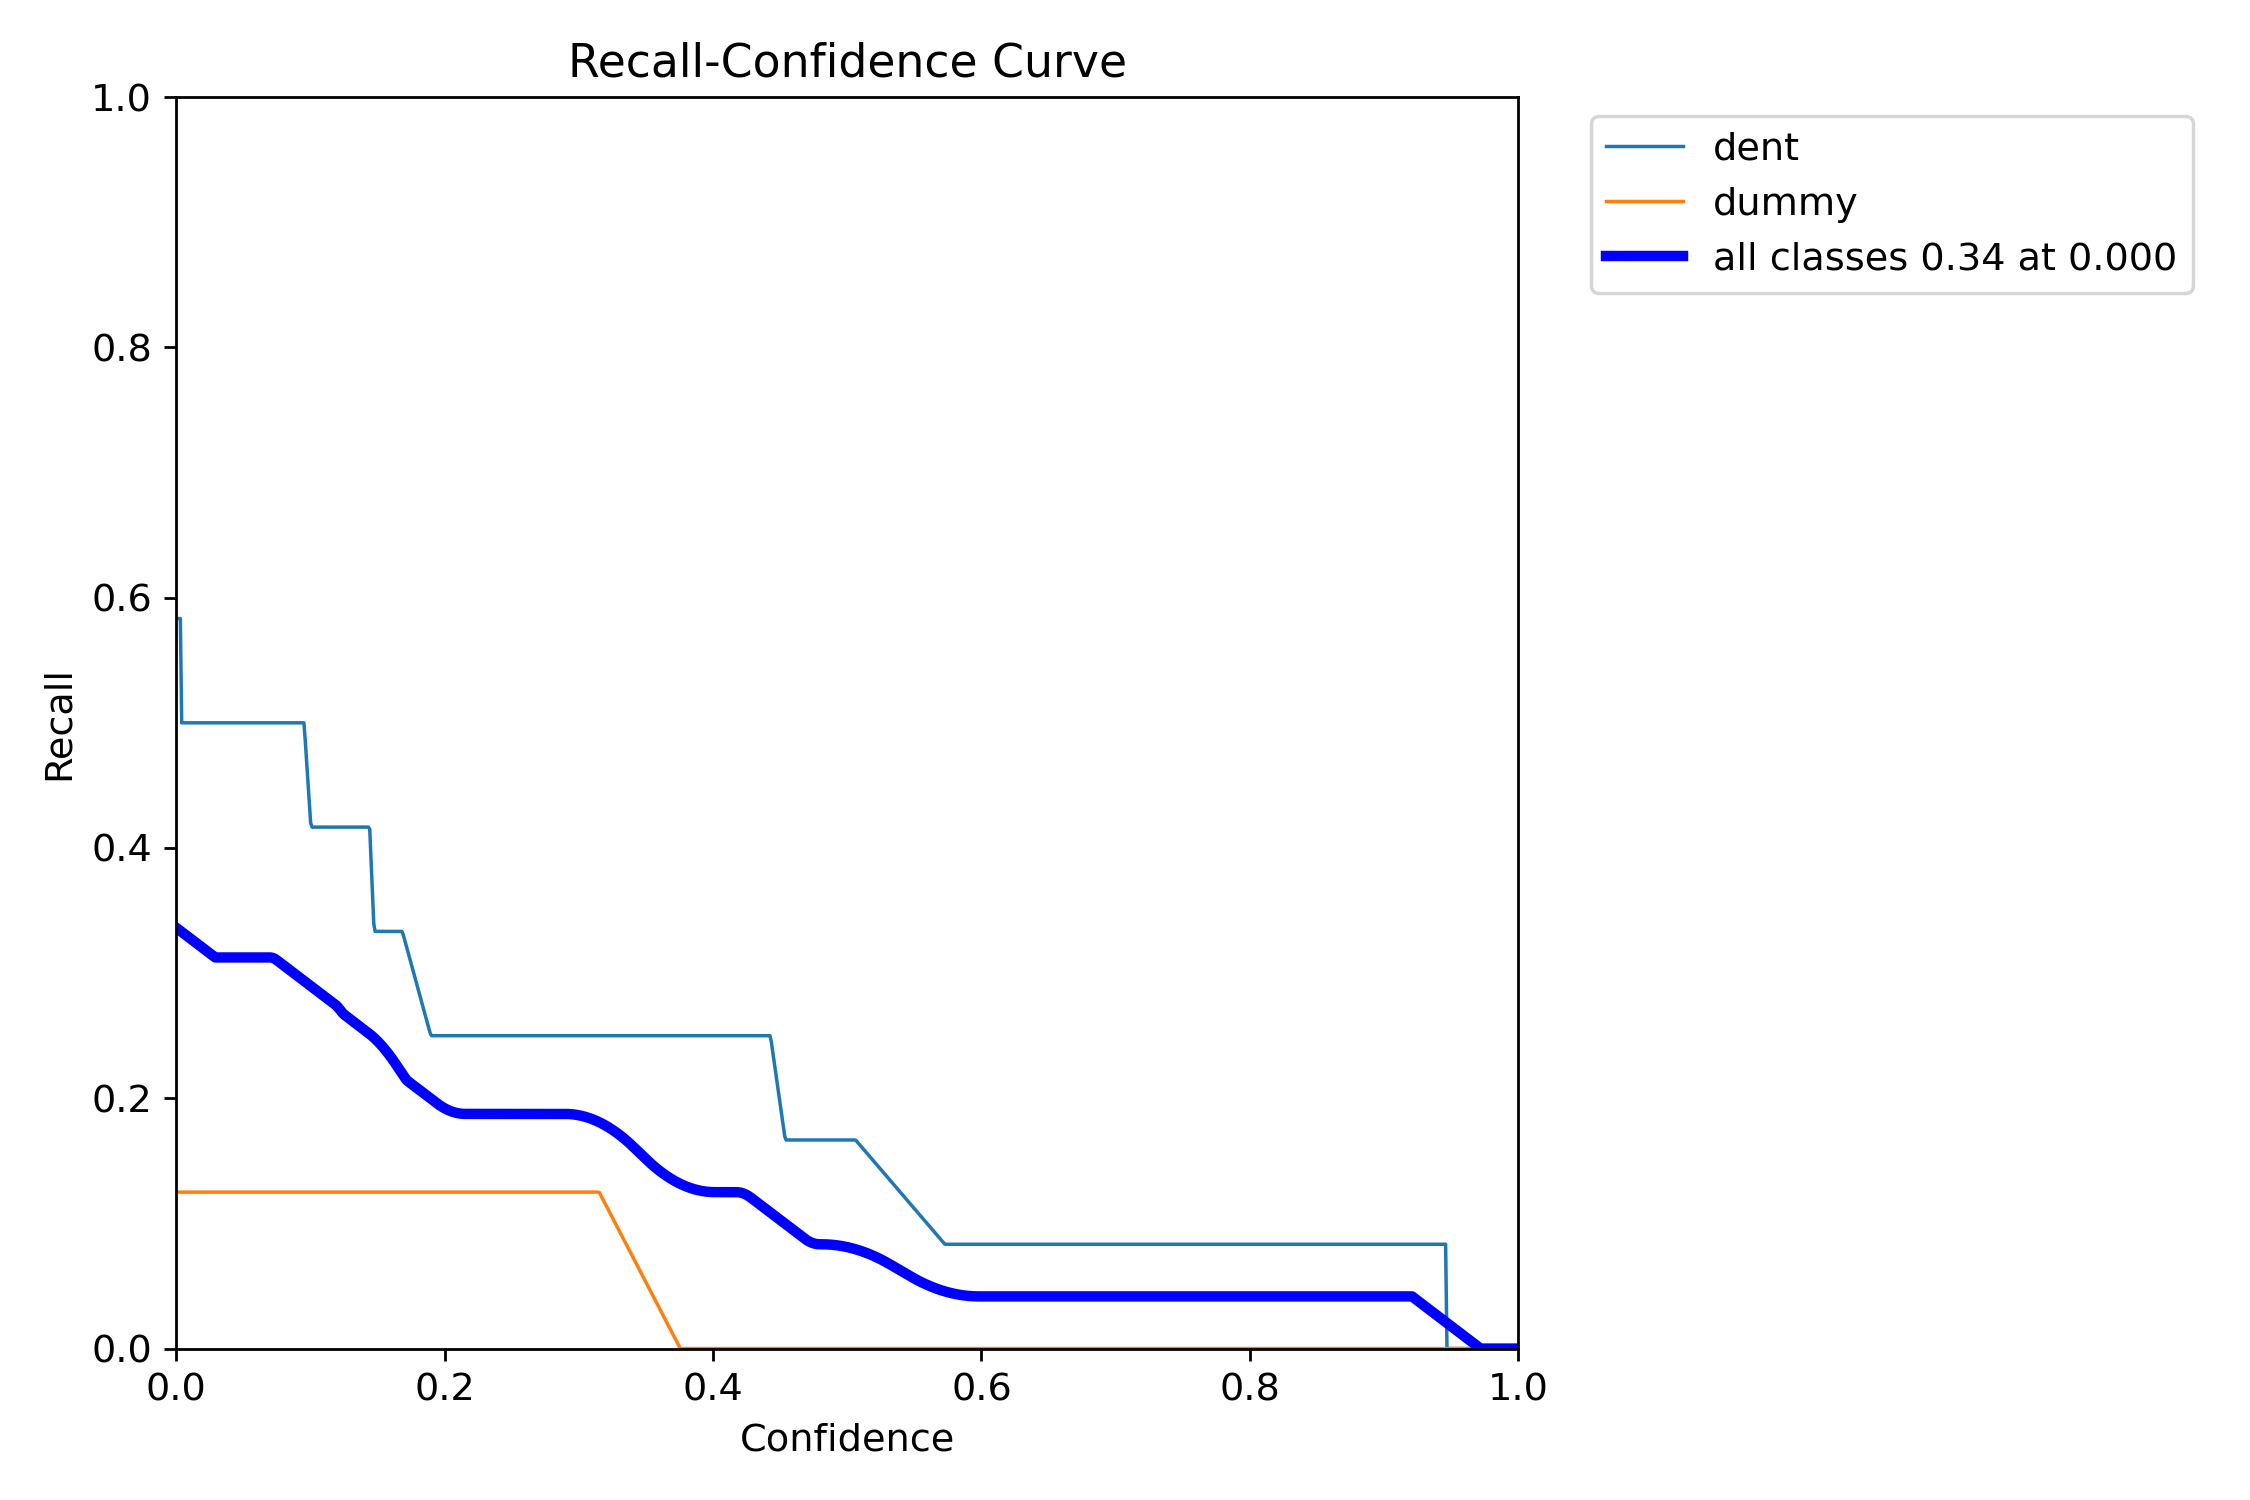 Recall-Confidence Curve
1.0
0.8
0.6
0.4
0.2
0.0
Recall
0.0 0.2 0.4 0.6 0.8 1.0
Confidence
dent
dummy
all classes 0.34 at 0.000